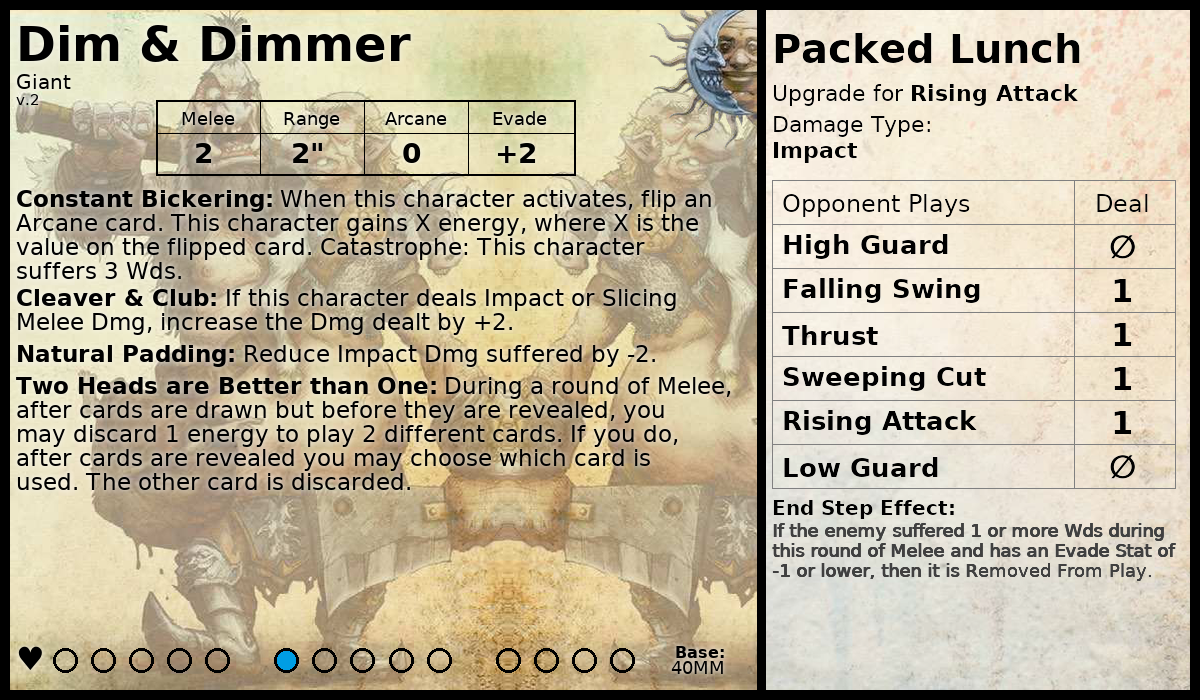 Dim & Dimmer
Giant
v.2
Melee Range Arcane Evade
2 2" 0 +2
Constant Bickering: When this character activates, flip an
Arcane card. This character gains X energy, where X is the
value on the flipped card. Catastrophe: This character
suffers 3 Wds.
Cleaver & Club: If this character deals Impact or Slicing
Melee Dmg, increase the Dmg dealt by +2.
Natural Padding: Reduce Impact Dmg suffered by -2.
Two Heads are Better than One: During a round of Melee,
after cards are drawn but before they are revealed, you
may discard 1 energy to play 2 different cards. If you do,
after cards are revealed you may choose which card is
used. The other card is discarded.
Base:
40MM
Packed Lunch
Upgrade for Rising Attack
Damage Type:
Impact
Opponent Plays Deal
High Guard ∅
Falling Swing 1
Thrust 1
Sweeping Cut 1
Rising Attack 1
Low Guard ∅
End Step Effect:
If the enemy suffered 1 or more Wds during
this round of Melee and has an Evade Stat of
-1 or lower, then it is Removed From Play.